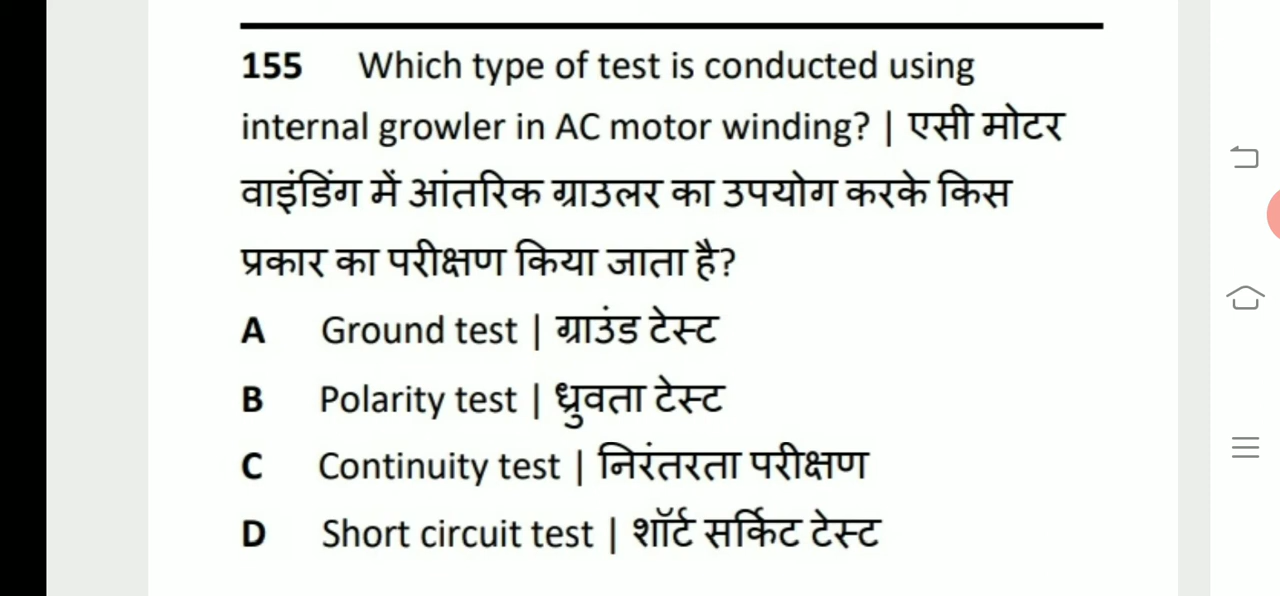 155 Which type of test is conducted using
internal growler in AC motor winding? | एसी मोटर
वाइंडिंग में आंतरिक ग्राउलर का उपयोग करके किस
प्रकार का परीक्षण किया जाता है?
A Ground test | ग्राउंड टेस्ट
B Polarity test | ध्रुवता टेस्ट
C Continuity test | निरंतरता परीक्षण
D Short circuit test | शॉर्ट सर्किट टेस्ट